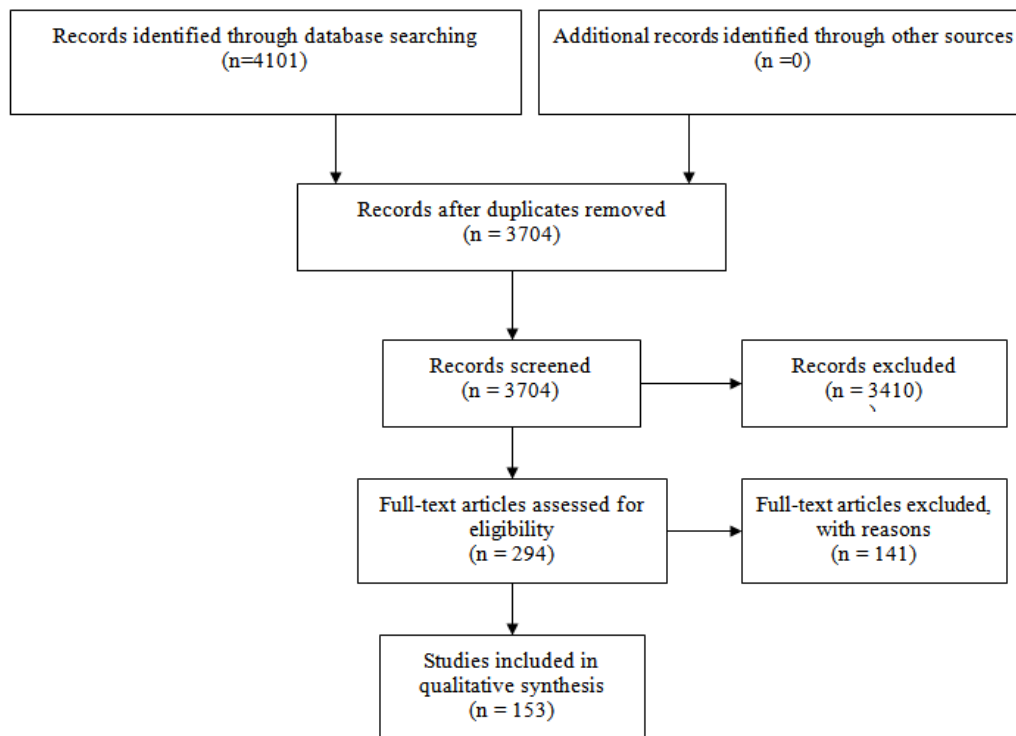 Records identified through database searching
(n=4101)
Additional records identified through other sources
(n =0)
Records after duplicates removed
(n = 3704)
Records screened
(n = 3704)
Records excluded
(n = 3410)
Full-text articles assessed for
eligibility
(n = 294)
Full-text articles excluded,
with reasons
(n = 141)
Studies included in
qualitative synthesis
(n = 153)